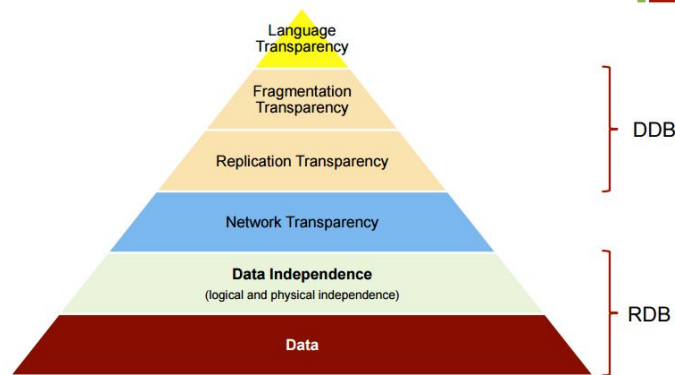 Language
Transparency
Fragmentation
Transparency
DDB
Replication Transparency
Network Transparency
Data Independence
(logical and physical independence)
RDB
Data